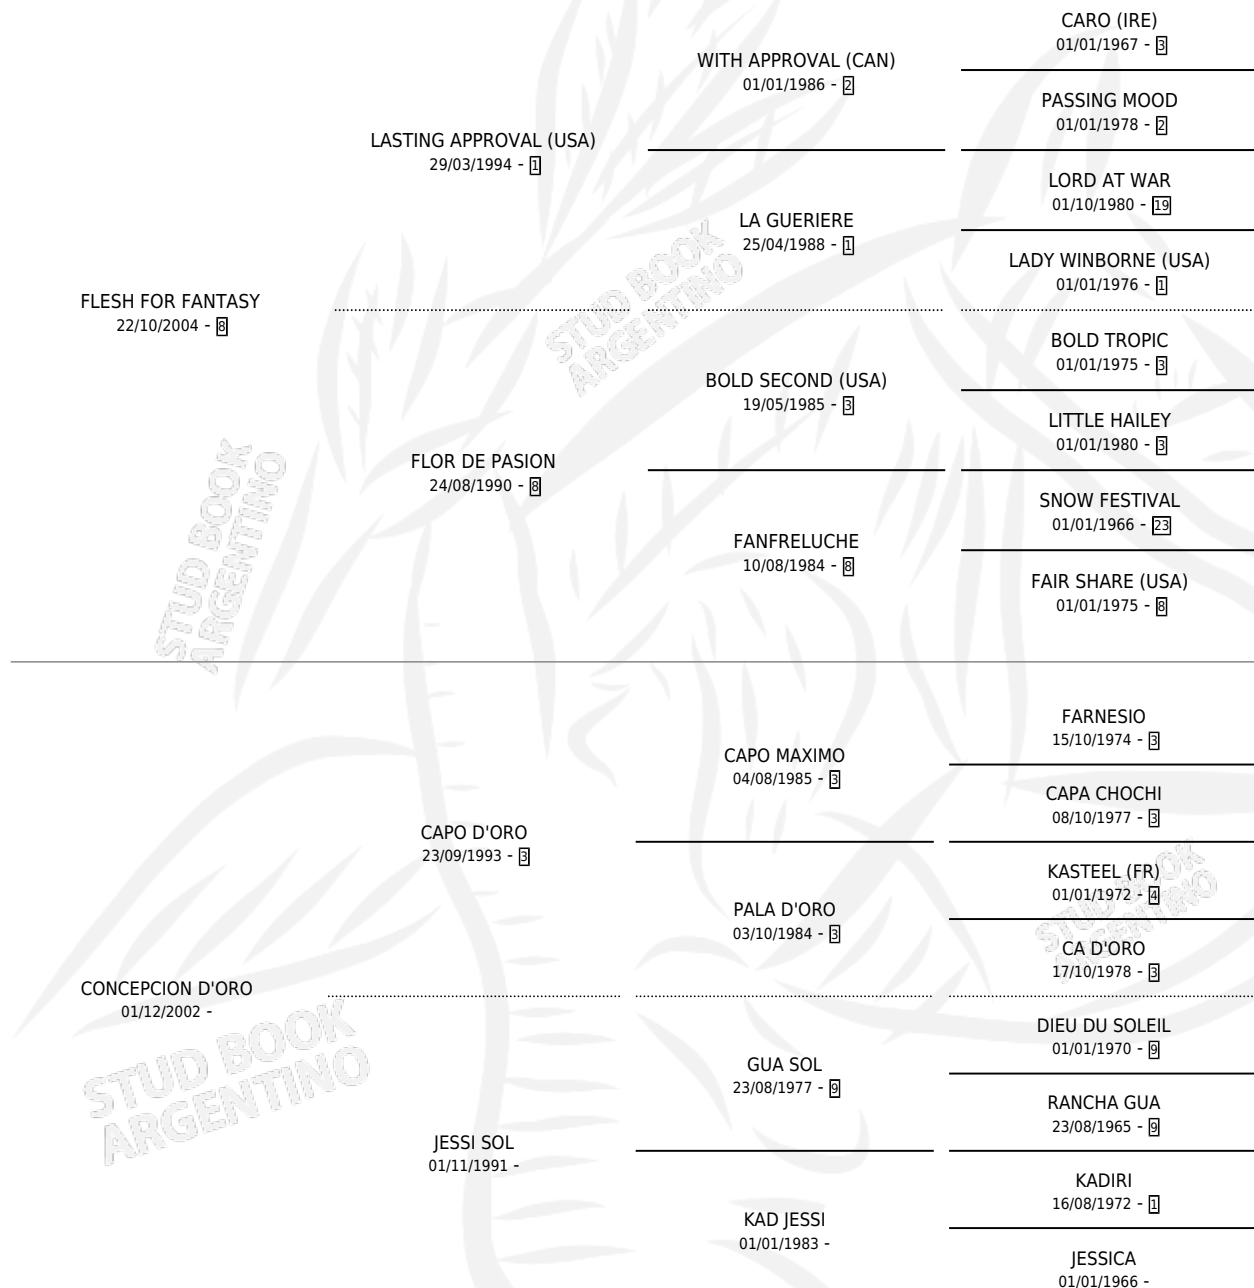 CARO (IRE)
01/01/1967 - 3
WITH APPROVAL (CAN)
01/01/1986 - 2
PASSING MOOD
01/01/1978 - 2
LASTING APPROVAL (USA)
29/03/1994 - 1
LORD AT WAR
01/10/1980 - 19
LA GUERIERE
25/04/1988 - 1
LADY WINBORNE (USA)
01/01/1976 - 1
FLESH FOR FANTASY
22/10/2004 - 8
BOLD TROPIC
01/01/1975 - 3
BOLD SECOND (USA)
19/05/1985 - 3
LITTLE HAILEY
01/01/1980 - 3
FLOR DE PASION
24/08/1990 - 8
SNOW FESTIVAL
01/01/1966 - 23
FANFRELUCHE
10/08/1984 - 8
FAIR SHARE (USA)
01/01/1975 - 8
STUD BOOK
ARGENTINO
STUD BOOK
ARGENTINO
FARNESIO
15/10/1974 - 3
CAPO MAXIMO
04/08/1985 - 3
CAPA CHOCHI
08/10/1977 - 3
CAPO D'ORO
23/09/1993 - 3
KASTEEL (FR)
01/01/1972 - 4
PALA D'ORO
03/10/1984 - 3
CA D'ORO
17/10/1978 - 3
STUD BOOK
ARGENTINO
CONCEPCION D'ORO
01/12/2002 -
DIEU DU SOLEIL
01/01/1970 - 9
GUA SOL
23/08/1977 - 9
RANCHA GUA
23/08/1965 - 9
JESSI SOL
01/11/1991 -
KADIRI
16/08/1972 - 1
KAD JESSI
01/01/1983 -
JESSICA
01/01/1966 -
STUD BOOK
ARGENTINO